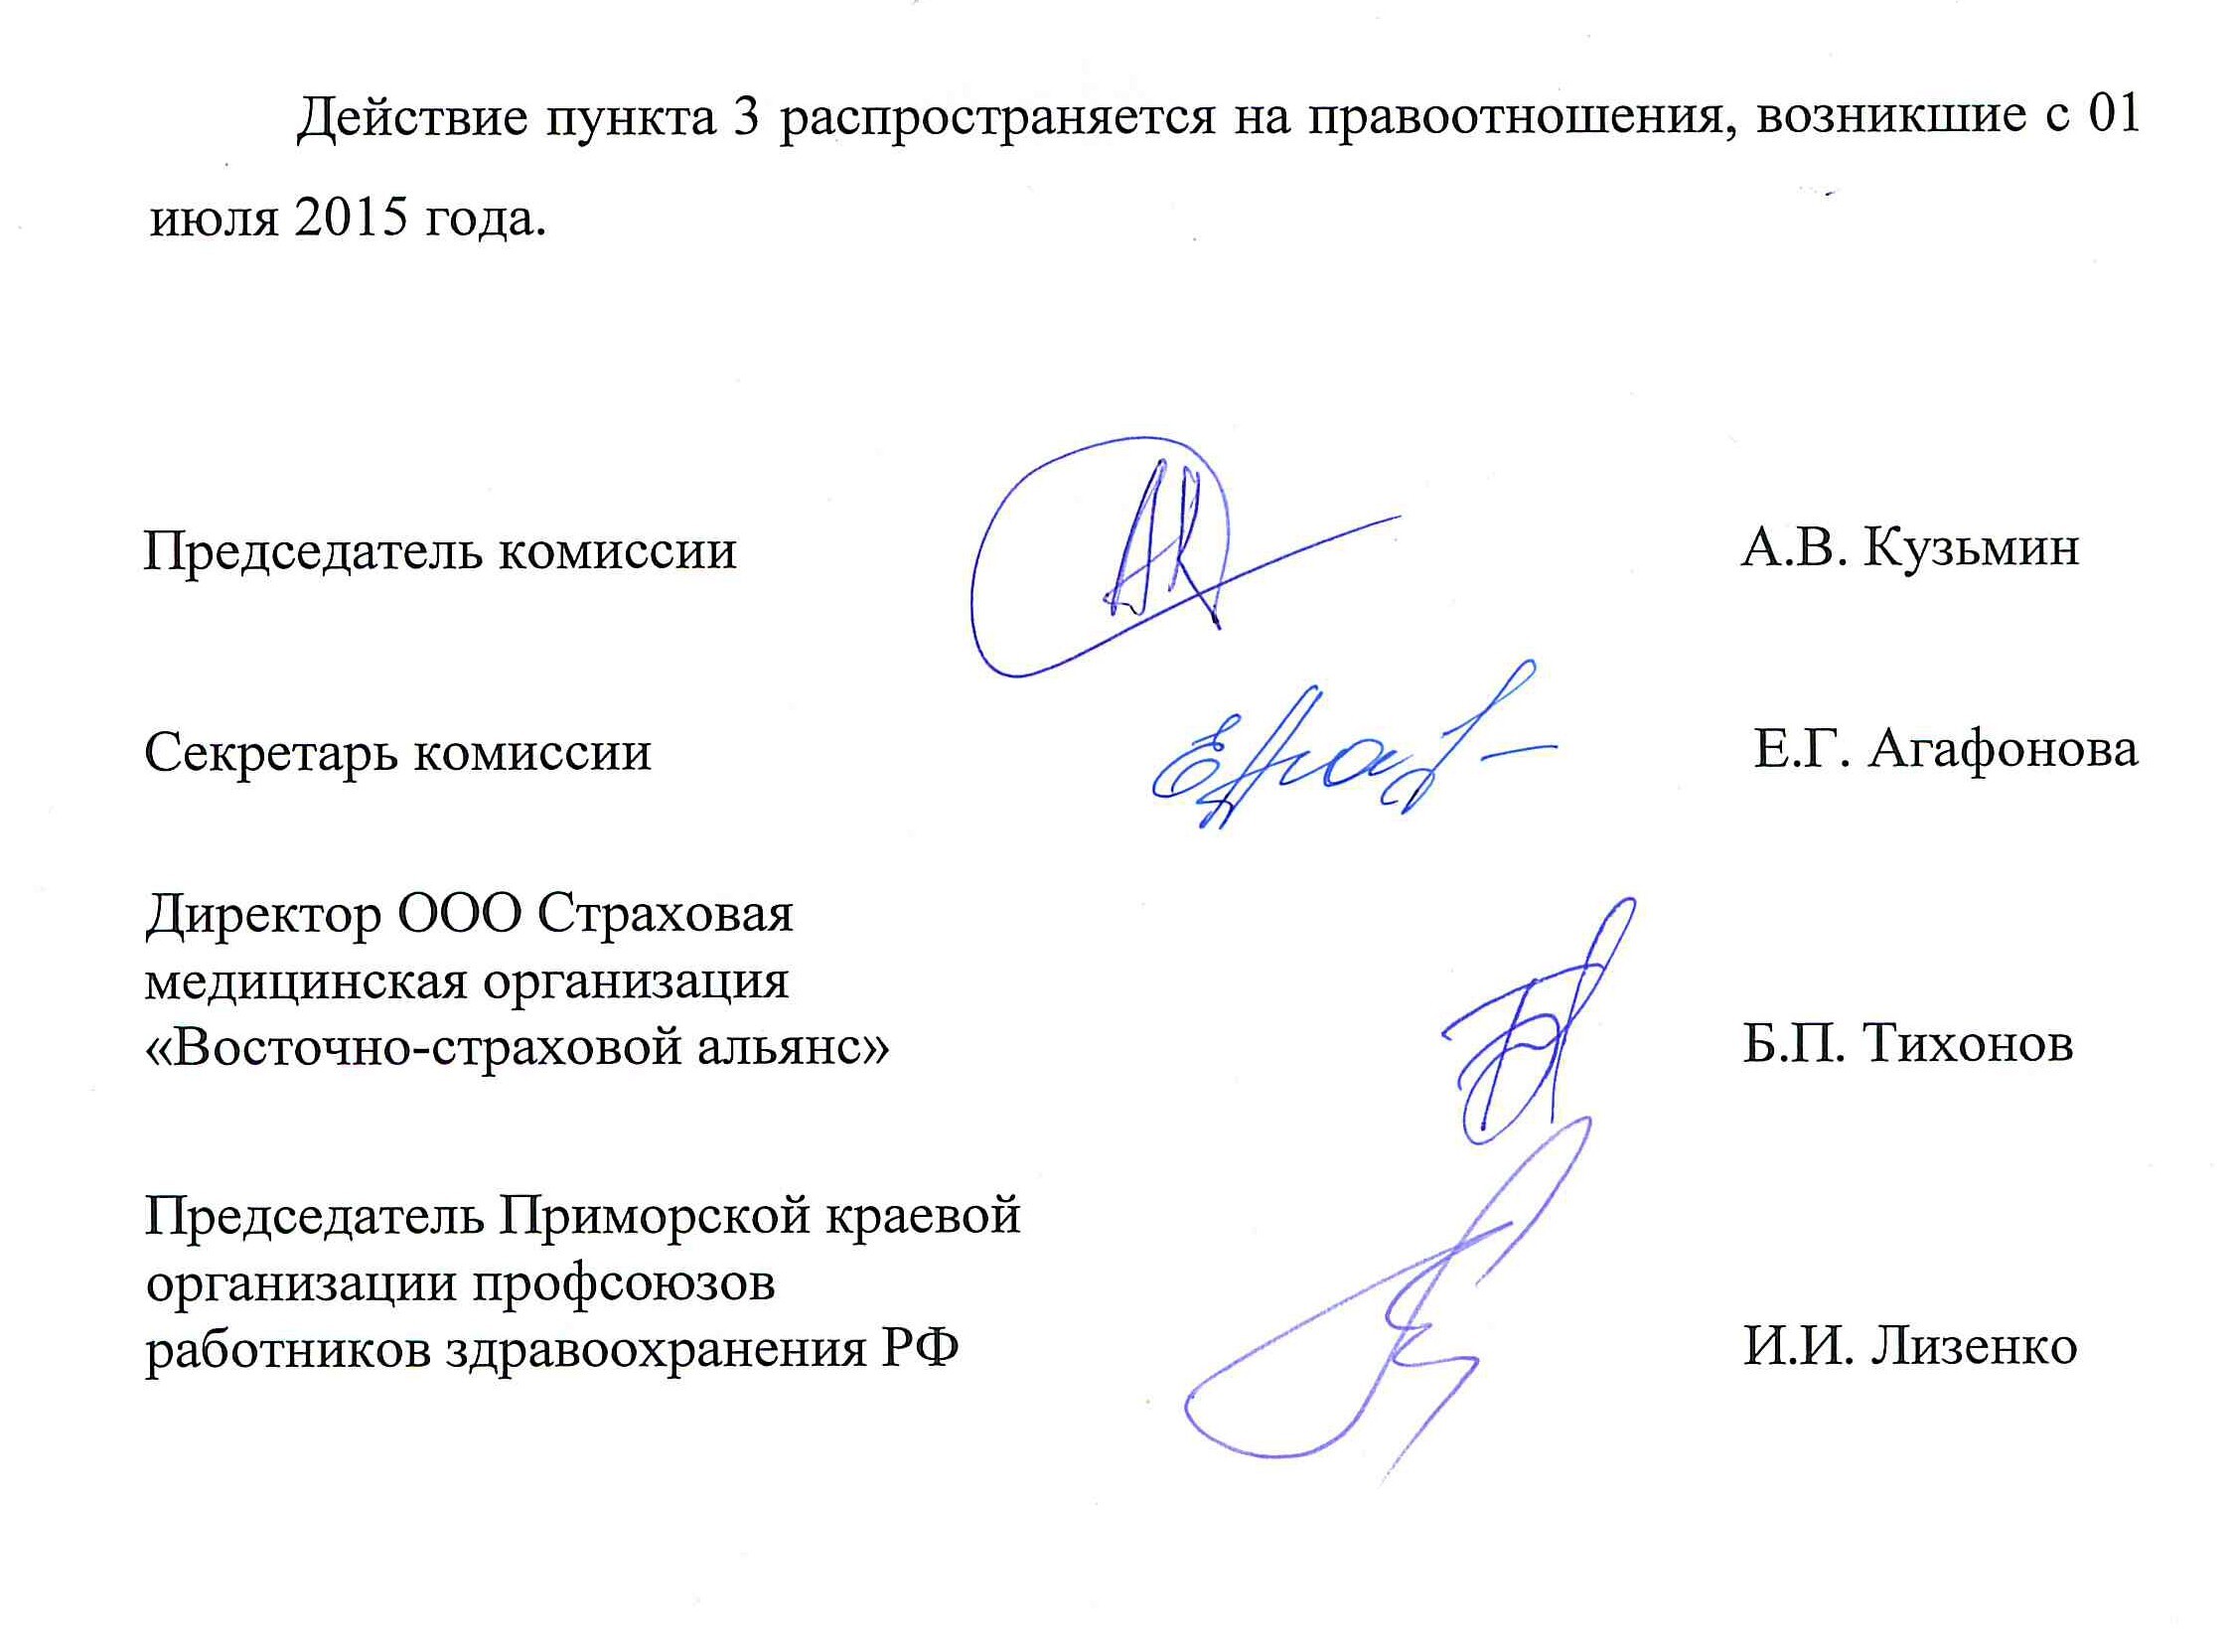 Действие пункта 3 распространяется на правоотношения, возникшие с 01
июля 2015 года.
Председатель комиссии А.В. Кузьмин
Секретарь комиссии Е.Г. Агафонова
Директор ООО Страховая
медицинская организация
«Восточно-страховой альянс» Б.П. Тихонов
Председатель Приморской краевой
организации профсоюзов
работников здравоохранения РФ И.И. Лизенко